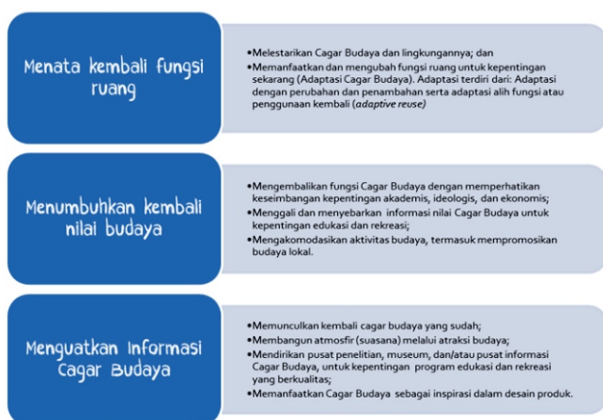 Menata kembali fungsi
ruang
•Melestarikan Cagar Budaya dan lingkungannya; dan
•Memanfaatkan dan mengubah fungsi ruang untuk kepentingan
sekarang (Adaptasi Cagar Budaya). Adaptasi terdiri dari: Adaptasi
dengan perubahan dan penambahan serta adaptasi alih fungsi atau
penggunaan kembali (adaptive reuse)
Menumbuhkan kembali
nilai budaya
•Mengembalikan fungsi Cagar Budaya dengan memperhatikan
keseimbangan kepentingan akademis, ideologis, dan ekonomis;
•Menggali dan menyebarkan informasi nilai Cagar Budaya untuk
kepentingan edukasi dan rekreasi;
•Mengakomodasikan aktivitas budaya, termasuk mempromosikan
budaya lokal.
Menguatkan Informasi
Cagar Budaya
•Memunculkan kembali cagar budaya yang sudah;
•Membangun atmosfir (suasana) melalui atraksi budaya;
•Mendirikan pusat penelitian, museum, dan/atau pusat informasi
Cagar Budaya, untuk kepentingan program edukasi dan rekreasi
yang berkualitas;
•Memanfaatkan Cagar Budaya sebagai inspirasi dalam desain produk.